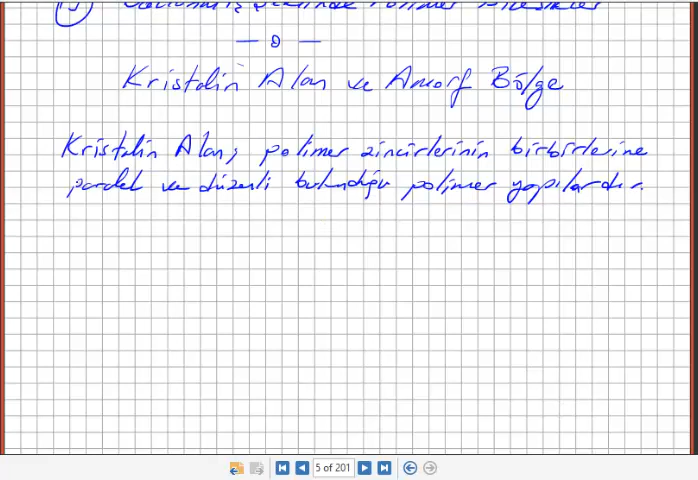 Polimer
— o —
Kristalin Alan ve Amorf Bölge
Kristalin Alan; polimer zincirlerinin birbirlerine
paralel ve düzenli bulunduğu polimer yapılardır.
5 of 201